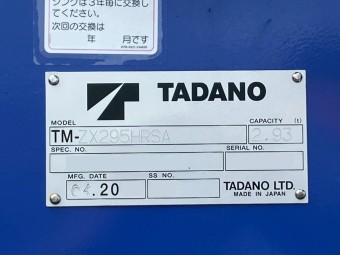 ングは3年毎に交換し
てください。
次回の交換は
年 月です
TADANO
MODEL CAPACITY (t)
TM-ZX295HRSA 2.93
SPEC. NO. SERIAL NO.
MFG. DATE SS NO.
04.20
TADANO LTD.
MADE IN JAPAN